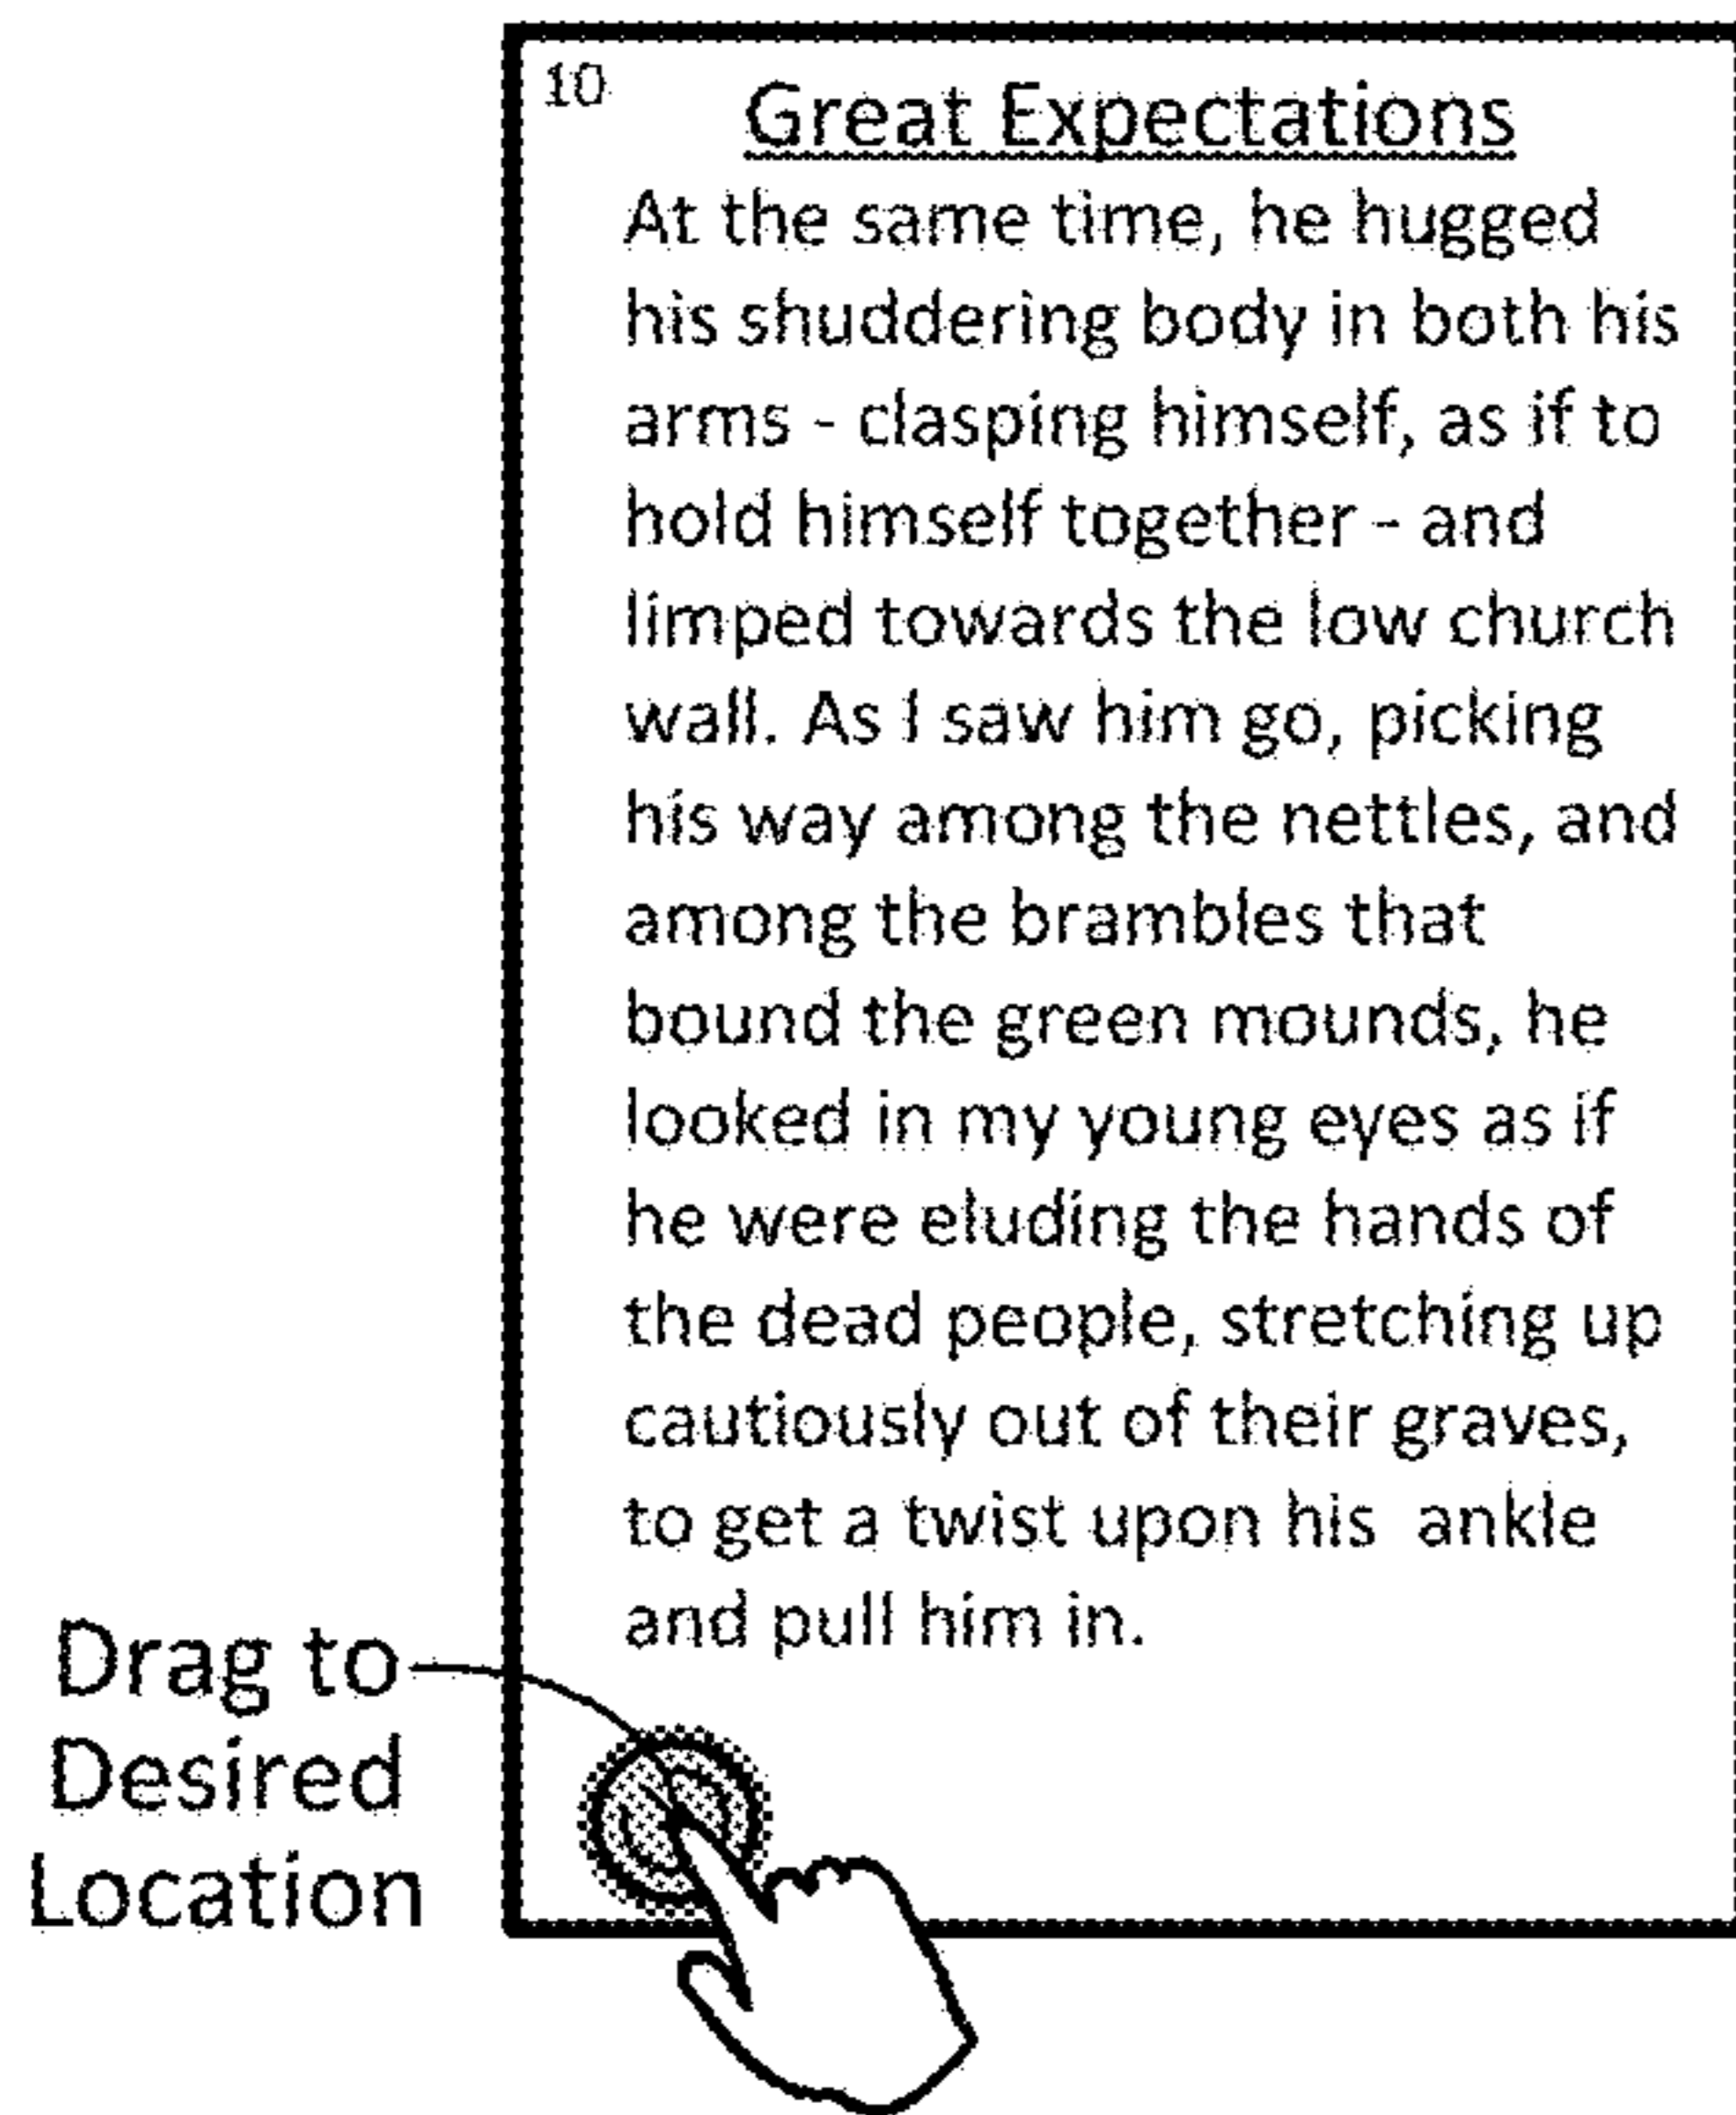 10
Great Expectations
At the same time, he hugged
his shuddering body in both his
arms - clasping himself, as if to
hold himself together - and
limped towards the low church
wall. As I saw him go, picking
his way among the nettles, and
among the brambles that
bound the green mounds, he
looked in my young eyes as if
he were eluding the hands of
the dead people, stretching up
cautiously out of their graves,
to get a twist upon his  ankle
and pull him in.
Drag to
Desired
Location